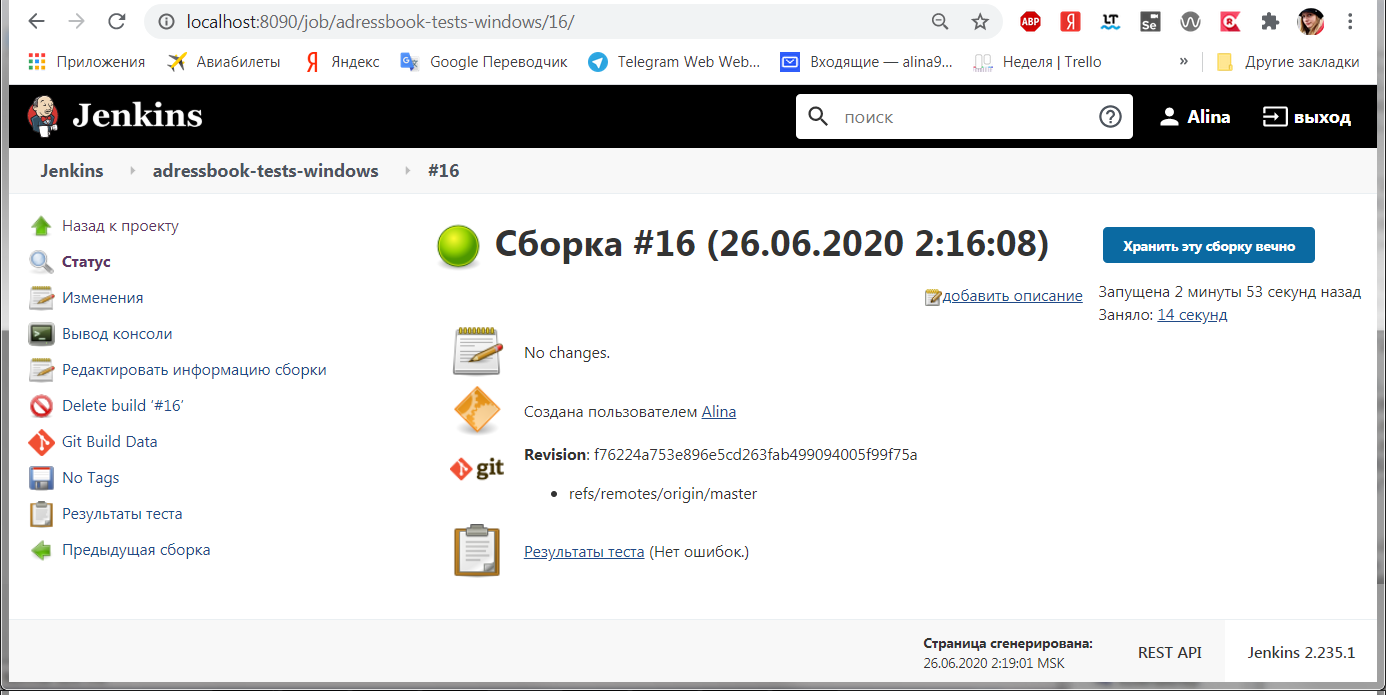 localhost:8090/job/adressbook-tests-windows/16/
ABP
Я
LT
Se
Приложения
Авиабилеты
Я
Яндекс
Google Переводчик
Telegram Web Web...
Входящие — alina9...
Неделя | Trello
»
Другие закладки
Jenkins
поиск
Alina
выход
Jenkins
adressbook-tests-windows
#16
Назад к проекту
Статус
Изменения
Вывод консоли
Редактировать информацию сборки
Delete build ‘#16’
Git Build Data
No Tags
Результаты теста
Предыдущая сборка
Сборка #16 (26.06.2020 2:16:08)
Хранить эту сборку вечно
добавить описание
Запущена 2 минуты 53 секунд назад
Заняло: 14 секунд
No changes.
Создана пользователем Alina
git
Revision: f76224a753e896e5cd263fab499094005f99f75a
refs/remotes/origin/master
Результаты теста (Нет ошибок.)
Страница сгенерирована:
26.06.2020 2:19:01 MSK
REST API
Jenkins 2.235.1